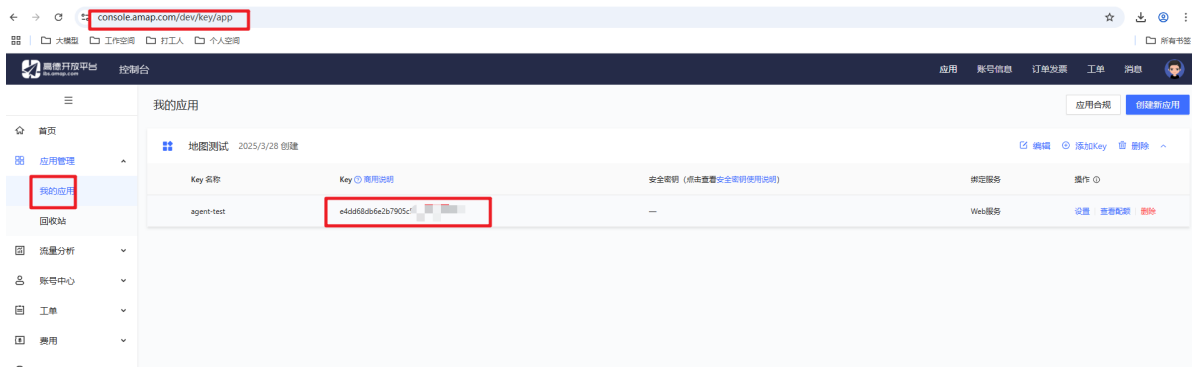 console.amap.com/dev/key/app
大模型 工作空间 打工人 个人空间 所有书签
高德开放平台 控制台 应用 账号信息 订单发票 工单 消息
lbs.amap.com
我的应用 应用合规 创建新应用
首页
地图测试 2025/3/28 创建 编辑 添加Key 删除
应用管理
Key 名称 Key 商用说明 安全密钥（点击查看安全密钥使用说明） 绑定服务 操作
我的应用
agent-test e4dd68db6e2b7905c — Web服务 设置 查看配额 删除
回收站
流量分析
账号中心
工单
费用